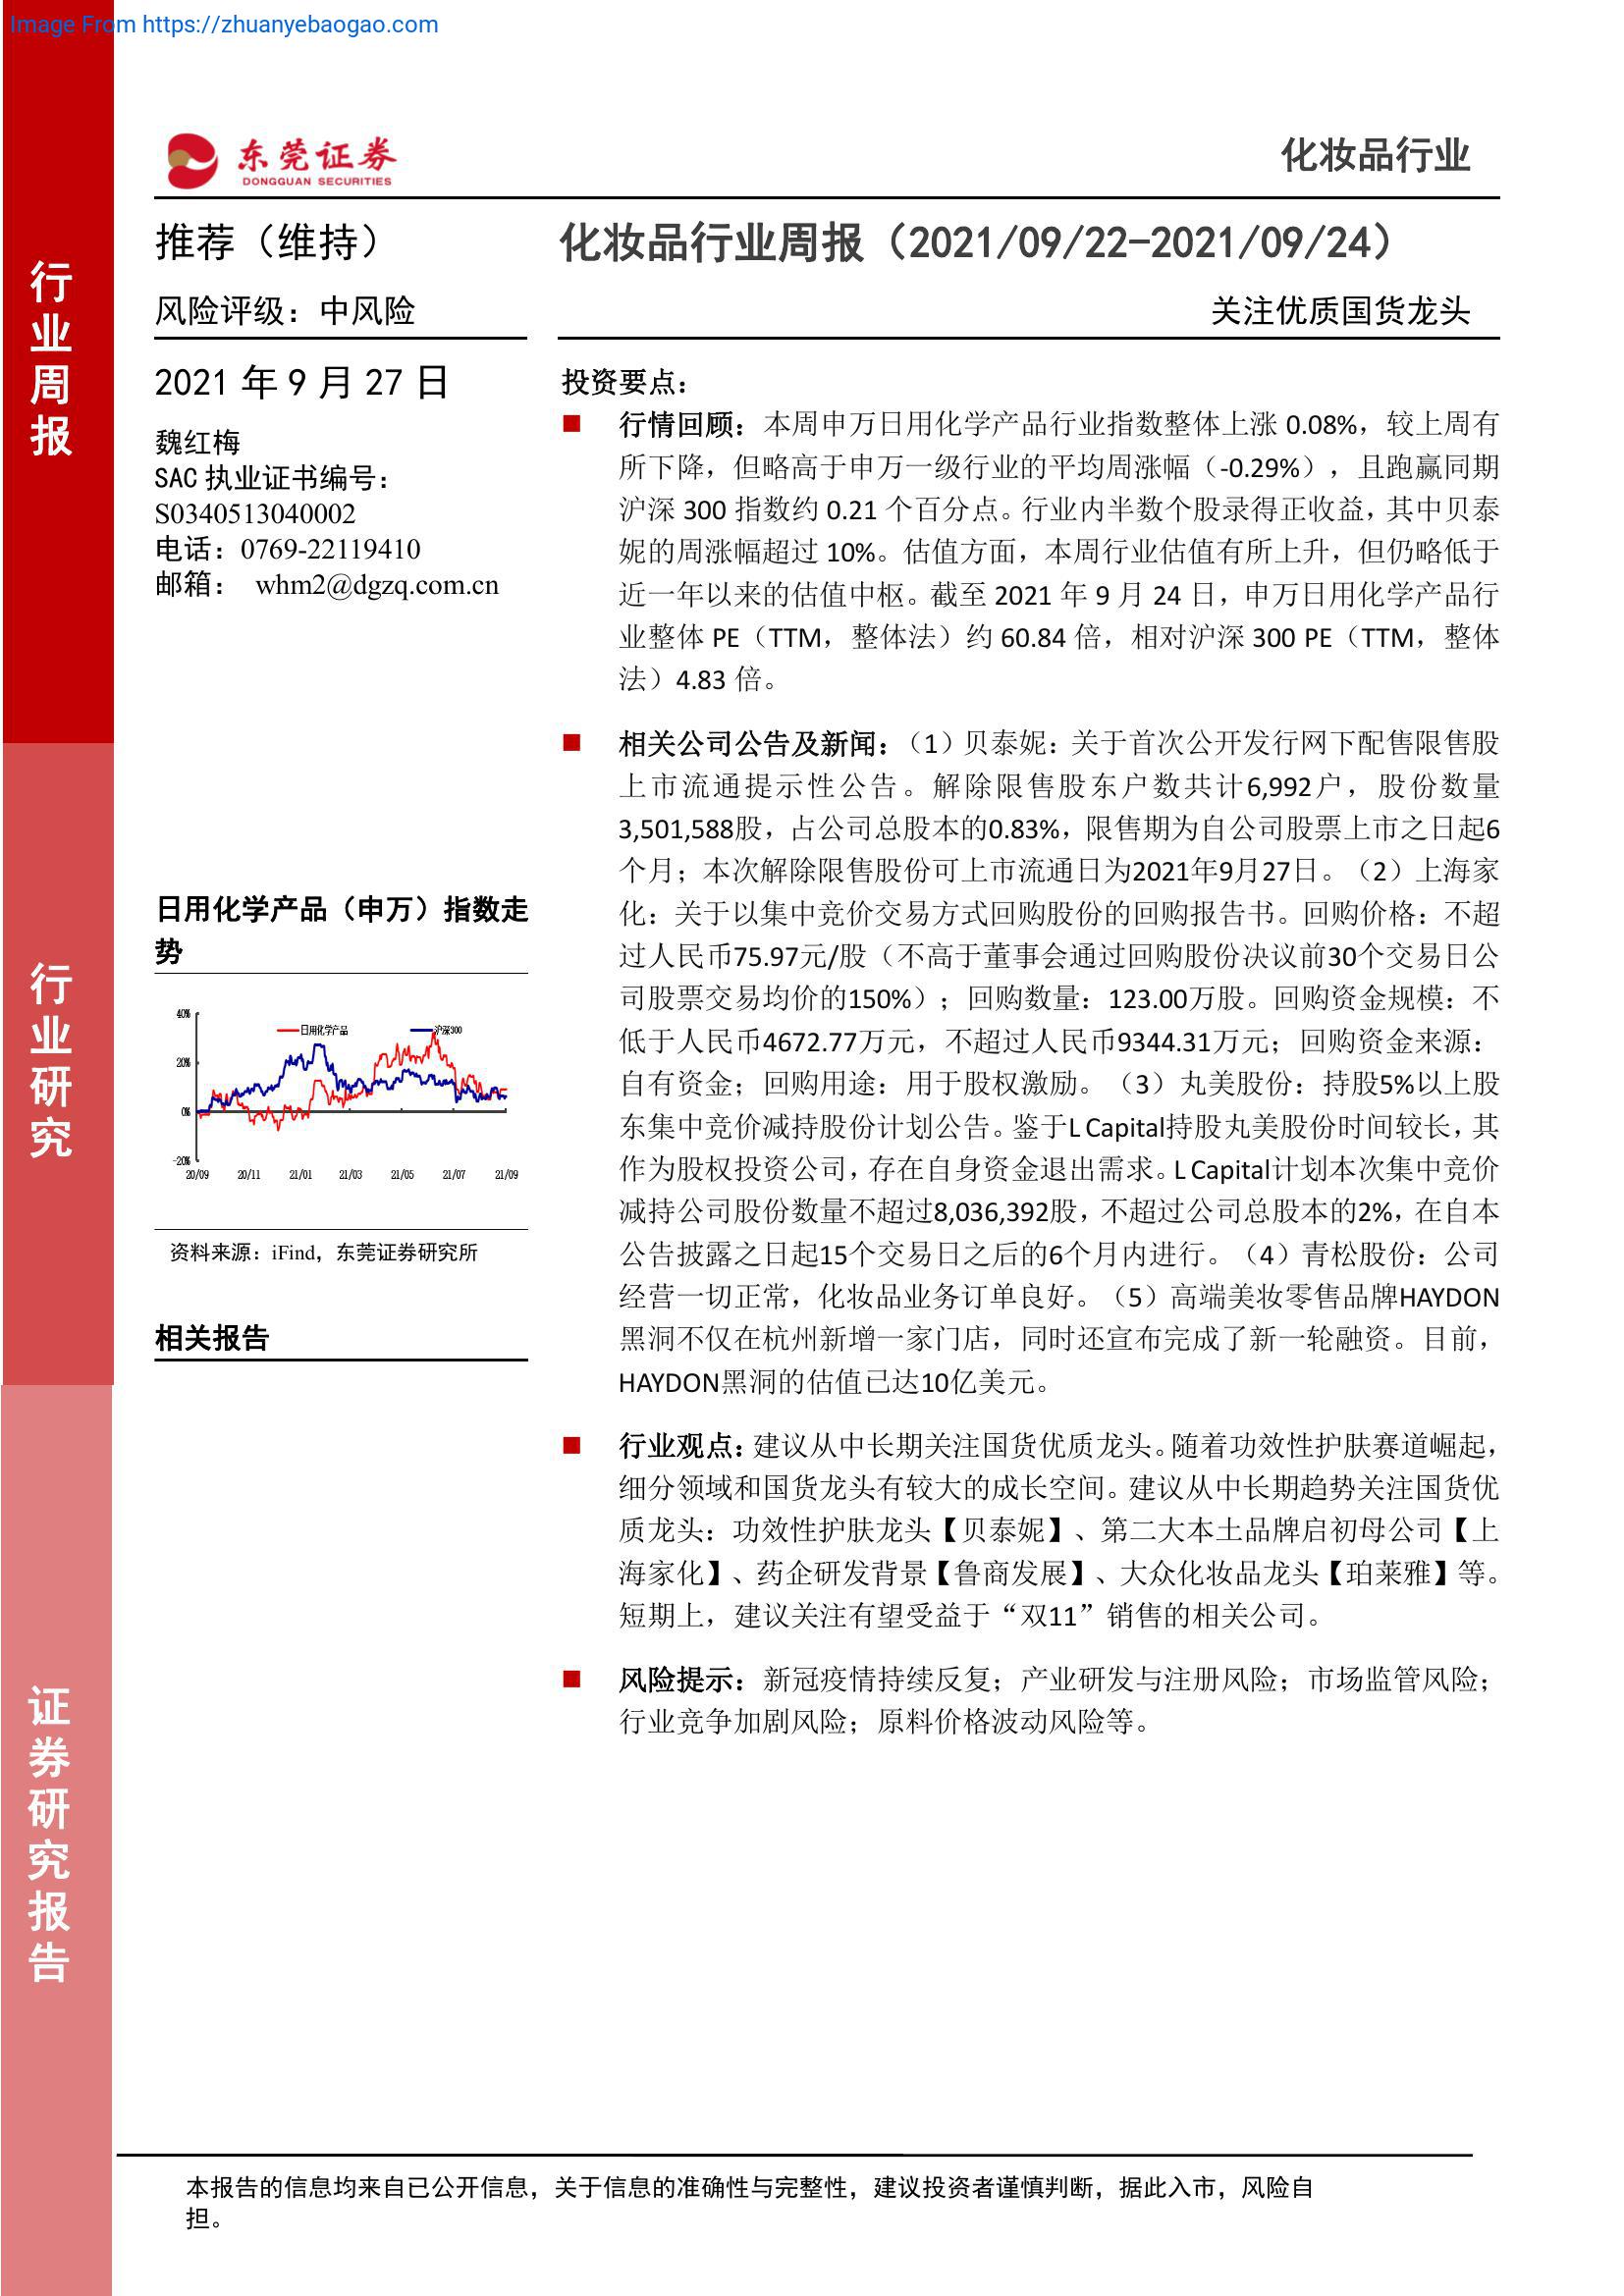 Image From https://zhuanyebaogao.com
东莞证券
DONGGUAN SECURITIES
化妆品行业
行业周报
行业研究
证券研究报告
推荐（维持）
风险评级：中风险
2021 年 9 月 27 日
魏红梅
SAC 执业证书编号：
S0340513040002
电话：0769-22119410
邮箱： whm2@dgzq.com.cn
日用化学产品（申万）指数走
势
日用化学产品
沪深300
40%
20%
0%
-20%
20/09 20/11 21/01 21/03 21/05 21/07 21/09
资料来源：iFind，东莞证券研究所
相关报告
化妆品行业周报（2021/09/22-2021/09/24）
关注优质国货龙头
投资要点：
行情回顾：本周申万日用化学产品行业指数整体上涨 0.08%，较上周有
所下降，但略高于申万一级行业的平均周涨幅（-0.29%），且跑赢同期
沪深 300 指数约 0.21 个百分点。行业内半数个股录得正收益，其中贝泰
妮的周涨幅超过 10%。估值方面，本周行业估值有所上升，但仍略低于
近一年以来的估值中枢。截至 2021 年 9 月 24 日，申万日用化学产品行
业整体 PE（TTM，整体法）约 60.84 倍，相对沪深 300 PE（TTM，整体
法）4.83 倍。
相关公司公告及新闻：（1）贝泰妮：关于首次公开发行网下配售限售股
上市流通提示性公告。解除限售股东户数共计6,992户，股份数量
3,501,588股，占公司总股本的0.83%，限售期为自公司股票上市之日起6
个月；本次解除限售股份可上市流通日为2021年9月27日。（2）上海家
化：关于以集中竞价交易方式回购股份的回购报告书。回购价格：不超
过人民币75.97元/股（不高于董事会通过回购股份决议前30个交易日公
司股票交易均价的150%）；回购数量：123.00万股。回购资金规模：不
低于人民币4672.77万元，不超过人民币9344.31万元；回购资金来源：
自有资金；回购用途：用于股权激励。（3）丸美股份：持股5%以上股
东集中竞价减持股份计划公告。鉴于L Capital持股丸美股份时间较长，其
作为股权投资公司，存在自身资金退出需求。L Capital计划本次集中竞价
减持公司股份数量不超过8,036,392股，不超过公司总股本的2%，在自本
公告披露之日起15个交易日之后的6个月内进行。（4）青松股份：公司
经营一切正常，化妆品业务订单良好。（5）高端美妆零售品牌HAYDON
黑洞不仅在杭州新增一家门店，同时还宣布完成了新一轮融资。目前，
HAYDON黑洞的估值已达10亿美元。
行业观点：建议从中长期关注国货优质龙头。随着功效性护肤赛道崛起，
细分领域和国货龙头有较大的成长空间。建议从中长期趋势关注国货优
质龙头：功效性护肤龙头【贝泰妮】、第二大本土品牌启初母公司【上
海家化】、药企研发背景【鲁商发展】、大众化妆品龙头【珀莱雅】等。
短期上，建议关注有望受益于“双11”销售的相关公司。
风险提示：新冠疫情持续反复；产业研发与注册风险；市场监管风险；
行业竞争加剧风险；原料价格波动风险等。
本报告的信息均来自已公开信息，关于信息的准确性与完整性，建议投资者谨慎判断，据此入市，风险自
担。